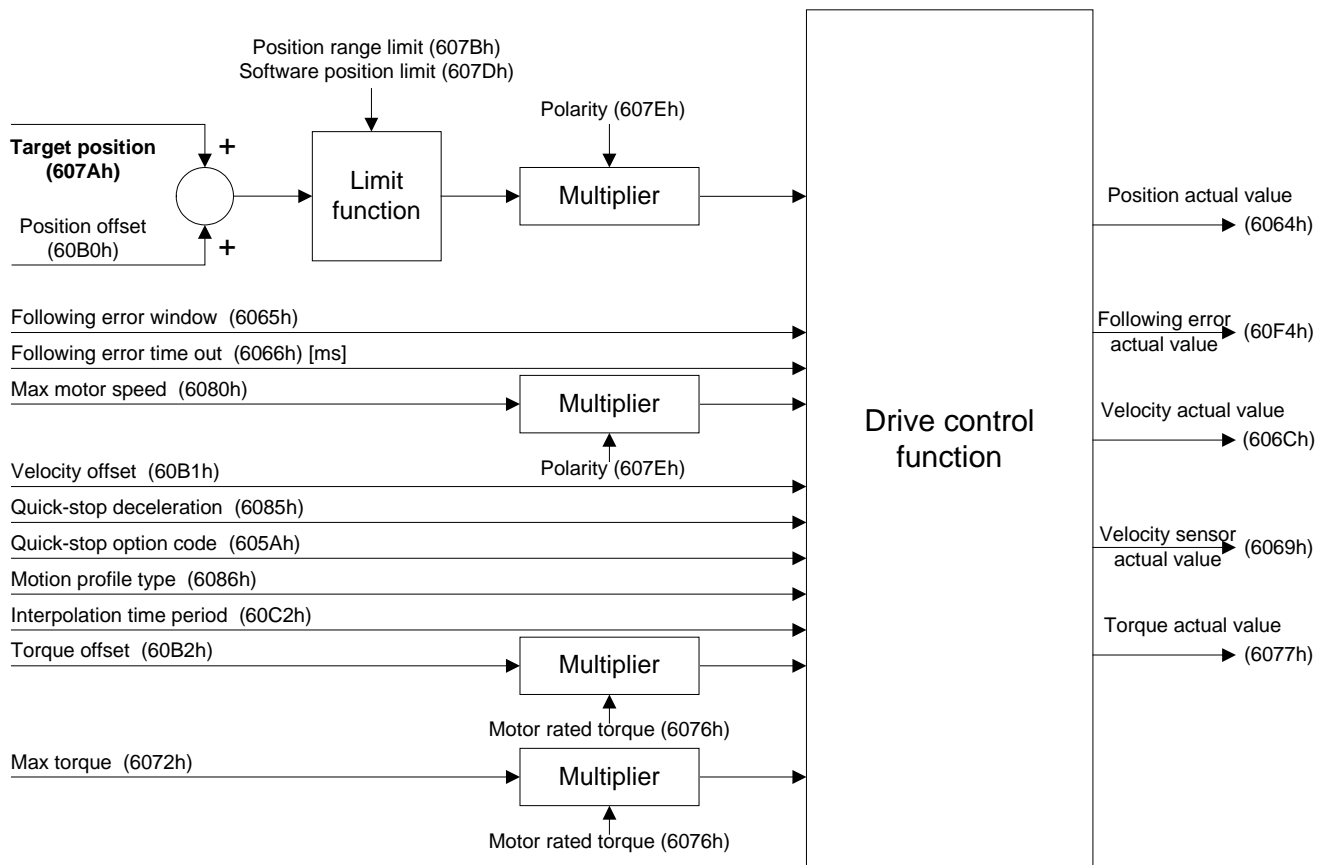 Position range limit (607Bh)
Software position limit (607Dh)
Polarity (607Eh)
Target position
(607Ah)
+
Position offset
(60B0h)
+
Limit
function
Multiplier
Following error window (6065h)
Following error time out (6066h) [ms]
Max motor speed (6080h)
Multiplier
Polarity (607Eh)
Velocity offset (60B1h)
Quick-stop deceleration (6085h)
Quick-stop option code (605Ah)
Motion profile type (6086h)
Interpolation time period (60C2h)
Torque offset (60B2h)
Multiplier
Motor rated torque (6076h)
Max torque (6072h)
Multiplier
Motor rated torque (6076h)
Drive control
function
Position actual value
(6064h)
Following error
actual value
(60F4h)
Velocity actual value
(606Ch)
Velocity sensor
actual value
(6069h)
Torque actual value
(6077h)